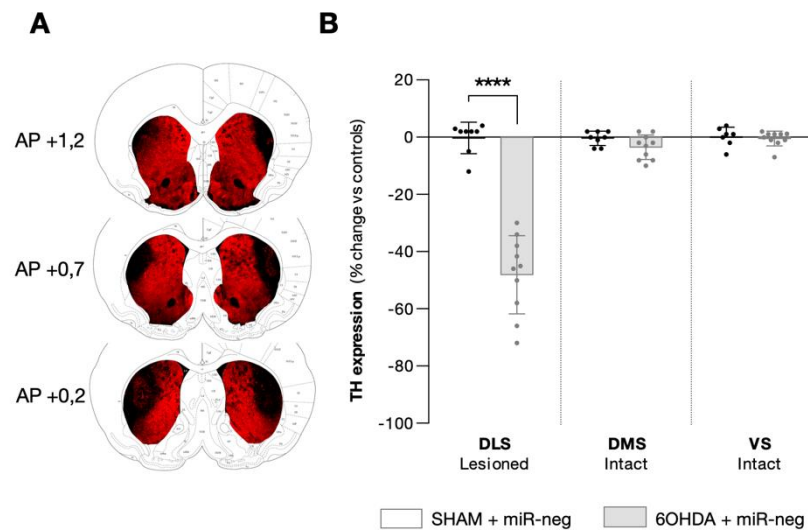 A
B
AP +1,2
AP +0,7
AP +0,2
TH expression (% change vs controls)
20
0
-20
-40
-60
-80
-100
****
DLS
Lesioned
DMS
Intact
VS
Intact
SHAM + miR-neg
6OHDA + miR-neg